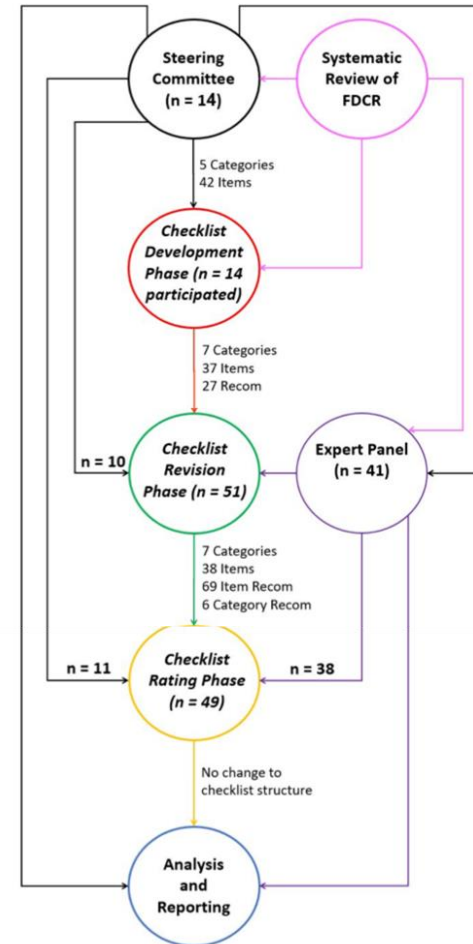 Steering
Committee
(n = 14)
Systematic
Review of
FDCR
5 Categories
42 Items
Checklist
Development
Phase (n = 14
participated)
7 Categories
37 Items
27 Recom
n = 10
Checklist
Revision
Phase (n = 51)
Expert Panel
(n = 41)
7 Categories
38 Items
69 Item Recom
6 Category Recom
n = 11
Checklist
Rating Phase
(n = 49)
n = 38
No change to
checklist structure
Analysis
and
Reporting